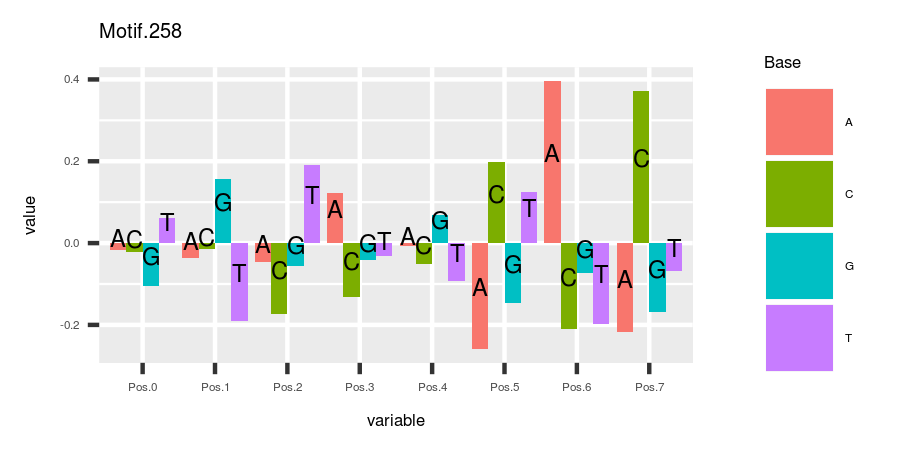 Motif.258
Base
value
0.4
0.2
0.0
-0.2
A C G T A C G T A C G T A C G T A C G T A C G T A C G T A C G T
Pos.0 Pos.1 Pos.2 Pos.3 Pos.4 Pos.5 Pos.6 Pos.7
variable
A
C
G
T